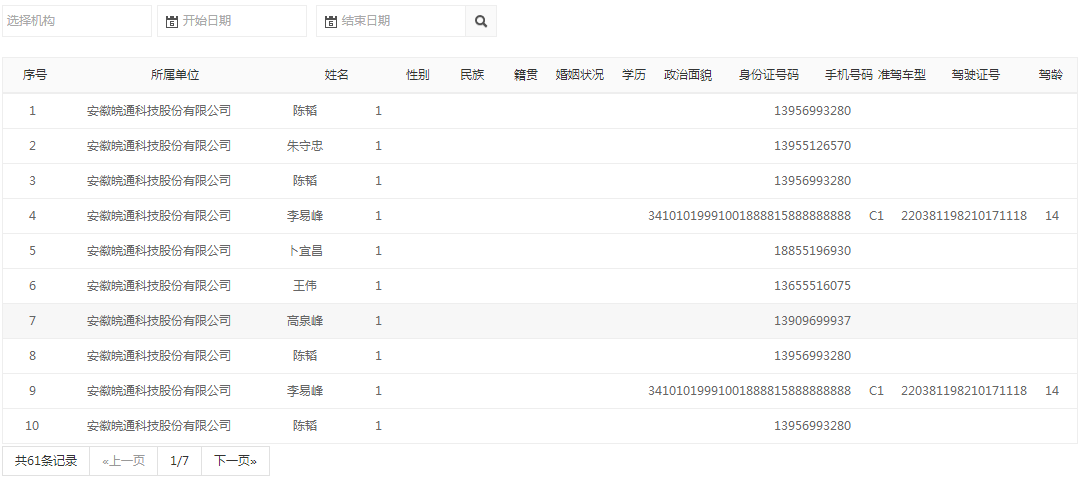 选择机构 开始日期 结束日期
序号 所属单位 姓名 性别 民族 籍贯 婚姻状况 学历 政治面貌 身份证号码 手机号码 准驾车型 驾驶证号 驾龄
1 安徽皖通科技股份有限公司 陈韬 1 13956993280
2 安徽皖通科技股份有限公司 朱守忠 1 13955126570
3 安徽皖通科技股份有限公司 陈韬 1 13956993280
4 安徽皖通科技股份有限公司 李易峰 1 34101019991001888815888888888 C1 220381198210171118 14
5 安徽皖通科技股份有限公司 卜宜昌 1 18855196930
6 安徽皖通科技股份有限公司 王伟 1 13655516075
7 安徽皖通科技股份有限公司 高泉峰 1 13909699937
8 安徽皖通科技股份有限公司 陈韬 1 13956993280
9 安徽皖通科技股份有限公司 李易峰 1 34101019991001888815888888888 C1 220381198210171118 14
10 安徽皖通科技股份有限公司 陈韬 1 13956993280
共61条记录 «上一页 1/7 下一页»